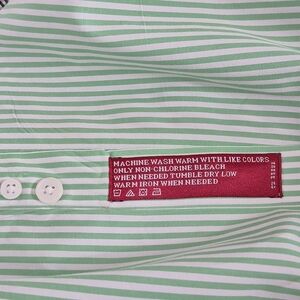 MACHINE WASH WARM WITH LIKE COLORS
ONLY NON-CHLORINE BLEACH
WHEN NEEDED TUMBLE DRY LOW
WARM IRON WHEN NEEDED